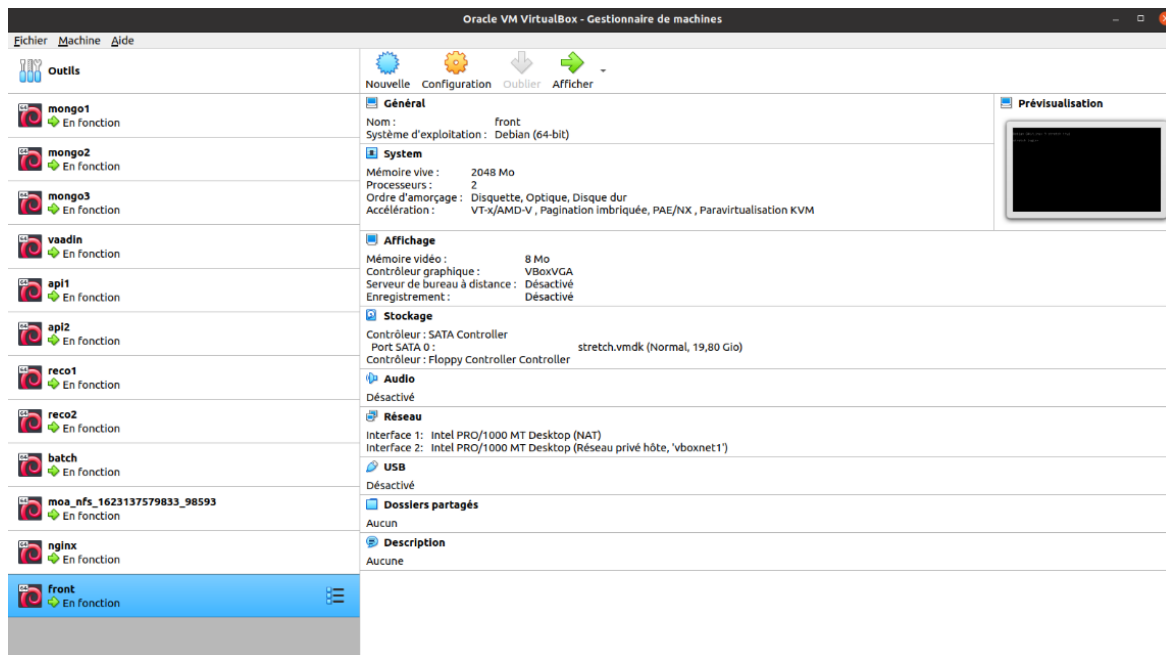 Oracle VM VirtualBox - Gestionnaire de machines
Fichier Machine Aide
Outils
Nouvelle Configuration Oublier Afficher
mongo1
En fonction
mongo2
En fonction
mongo3
En fonction
vaadin
En fonction
api1
En fonction
api2
En fonction
reco1
En fonction
reco2
En fonction
batch
En fonction
moa_nfs_1623137579833_98593
En fonction
nginx
En fonction
front
En fonction
Général
Nom : front
Système d'exploitation : Debian (64-bit)
System
Mémoire vive : 2048 Mo
Processeurs : 2
Ordre d'amorçage : Disquette, Optique, Disque dur
Accélération : VT-x/AMD-V , Pagination imbriquée, PAE/NX , Paravirtualisation KVM
Prévisualisation
Affichage
Mémoire vidéo : 8 Mo
Contrôleur graphique : VBoxVGA
Serveur de bureau à distance : Désactivé
Enregistrement : Désactivé
Stockage
Contrôleur : SATA Controller
Port SATA 0 : stretch.vmdk (Normal, 19,80 Gio)
Contrôleur : Floppy Controller Controller
Audio
Désactivé
Réseau
Interface 1: Intel PRO/1000 MT Desktop (NAT)
Interface 2: Intel PRO/1000 MT Desktop (Réseau privé hôte, 'vboxnet1')
USB
Désactivé
Dossiers partagés
Aucun
Description
Aucune